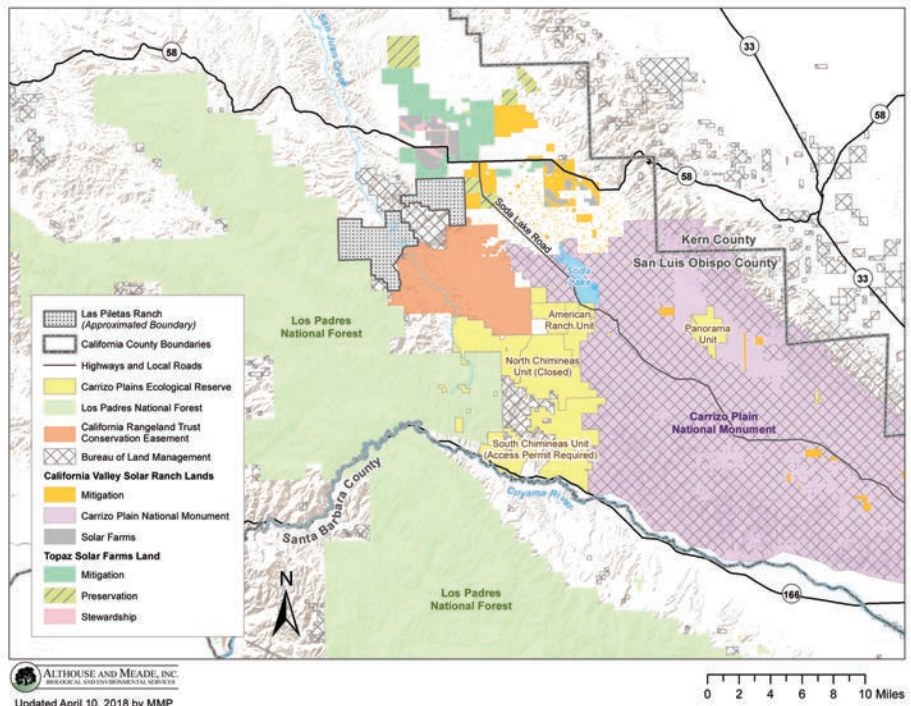 58
San Juan Creek
33
58
58
Soda Lake Road
Kern County
San Luis Obispo County
33
Soda
Lake
American
Ranch Unit
Panorama
Unit
Los Padres
National Forest
North Chimineas
Unit (Closed)
Carrizo Plain
National Monument
South Chimineas Unit
(Access Permit Required)
Santa Barbara County
Cuyama River
166
Los Padres
National Forest
Las Piletas Ranch
(Approximated Boundary)
California County Boundaries
Highways and Local Roads
Carrizo Plains Ecological Reserve
Los Padres National Forest
California Rangeland Trust
Conservation Easement
Bureau of Land Management
California Valley Solar Ranch Lands
Mitigation
Carrizo Plain National Monument
Solar Farms
Topaz Solar Farms Land
Mitigation
Preservation
Stewardship
N
ALTHOUSE AND MEADE, INC.
BIOLOGICAL AND ENVIRONMENTAL SERVICES
Updated April 10, 2018 by MMP
0 2 4 6 8 10 Miles